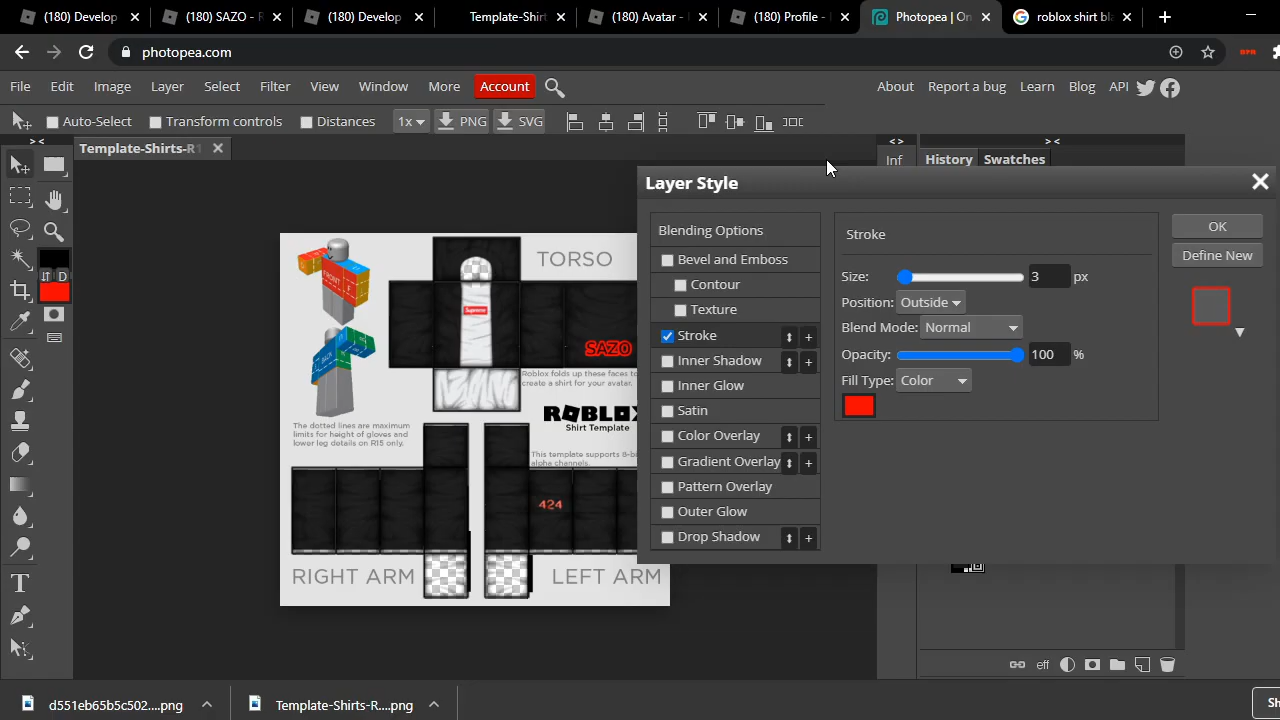 (180) Develop
(180) SAZO - R
(180) Develop
Template-Shirt
(180) Avatar -
(180) Profile -
Photopea | On
roblox shirt bla
photopea.com
File Edit Image Layer Select Filter View Window More Account
About Report a bug Learn Blog API
Auto-Select Transform controls Distances 1x PNG SVG
Template-Shirts-R1
Inf History Swatches
Layer Style
Blending Options
Bevel and Emboss
Contour
Texture
Stroke
Inner Shadow
Inner Glow
Satin
Color Overlay
Gradient Overlay
Pattern Overlay
Outer Glow
Drop Shadow
Stroke
Size: 3 px
Position: Outside
Blend Mode: Normal
Opacity: 100 %
Fill Type: Color
OK
Define New
D
T
TORSO
FRONT
BACK
Supreme
SAZO
Roblox folds up these faces to
create a shirt for your avatar.
ROBLOX
Shirt Template
The dotted lines are maximum
limits for height of gloves and
lower leg details on R15 only.
This template supports 8-bi
alpha channels.
424
RIGHT ARM
LEFT ARM
eff
d551eb65b5c502....png
Template-Shirts-R....png
Sh